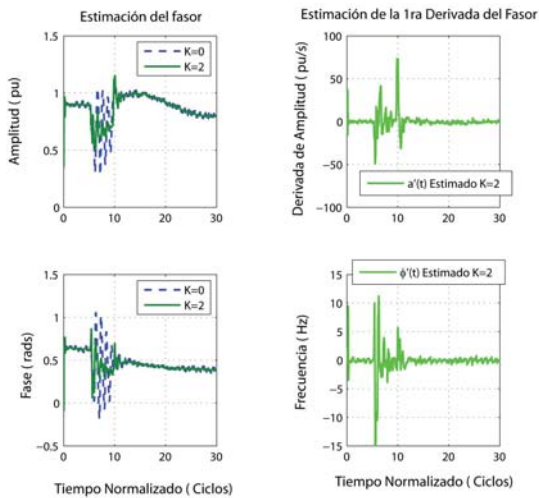 Estimación del fasor
1.5
1
0.5
0
0
10
20
30
Amplitud ( pu)
K=0
K=2
Estimación de la 1ra Derivada del Fasor
100
50
0
−50
−100
0
10
20
30
Derivada de Amplitud ( pu/s)
a'(t) Estimado K=2
1.5
1
0.5
0
−0.5
0
10
20
30
Fase ( rads)
K=0
K=2
Tiempo Normalizado ( Ciclos)
ϕ'(t) Estimado K=2
15
10
5
0
−5
−10
−15
0
10
20
30
Frecuencia ( Hz)
Tiempo Normalizado ( Ciclos)